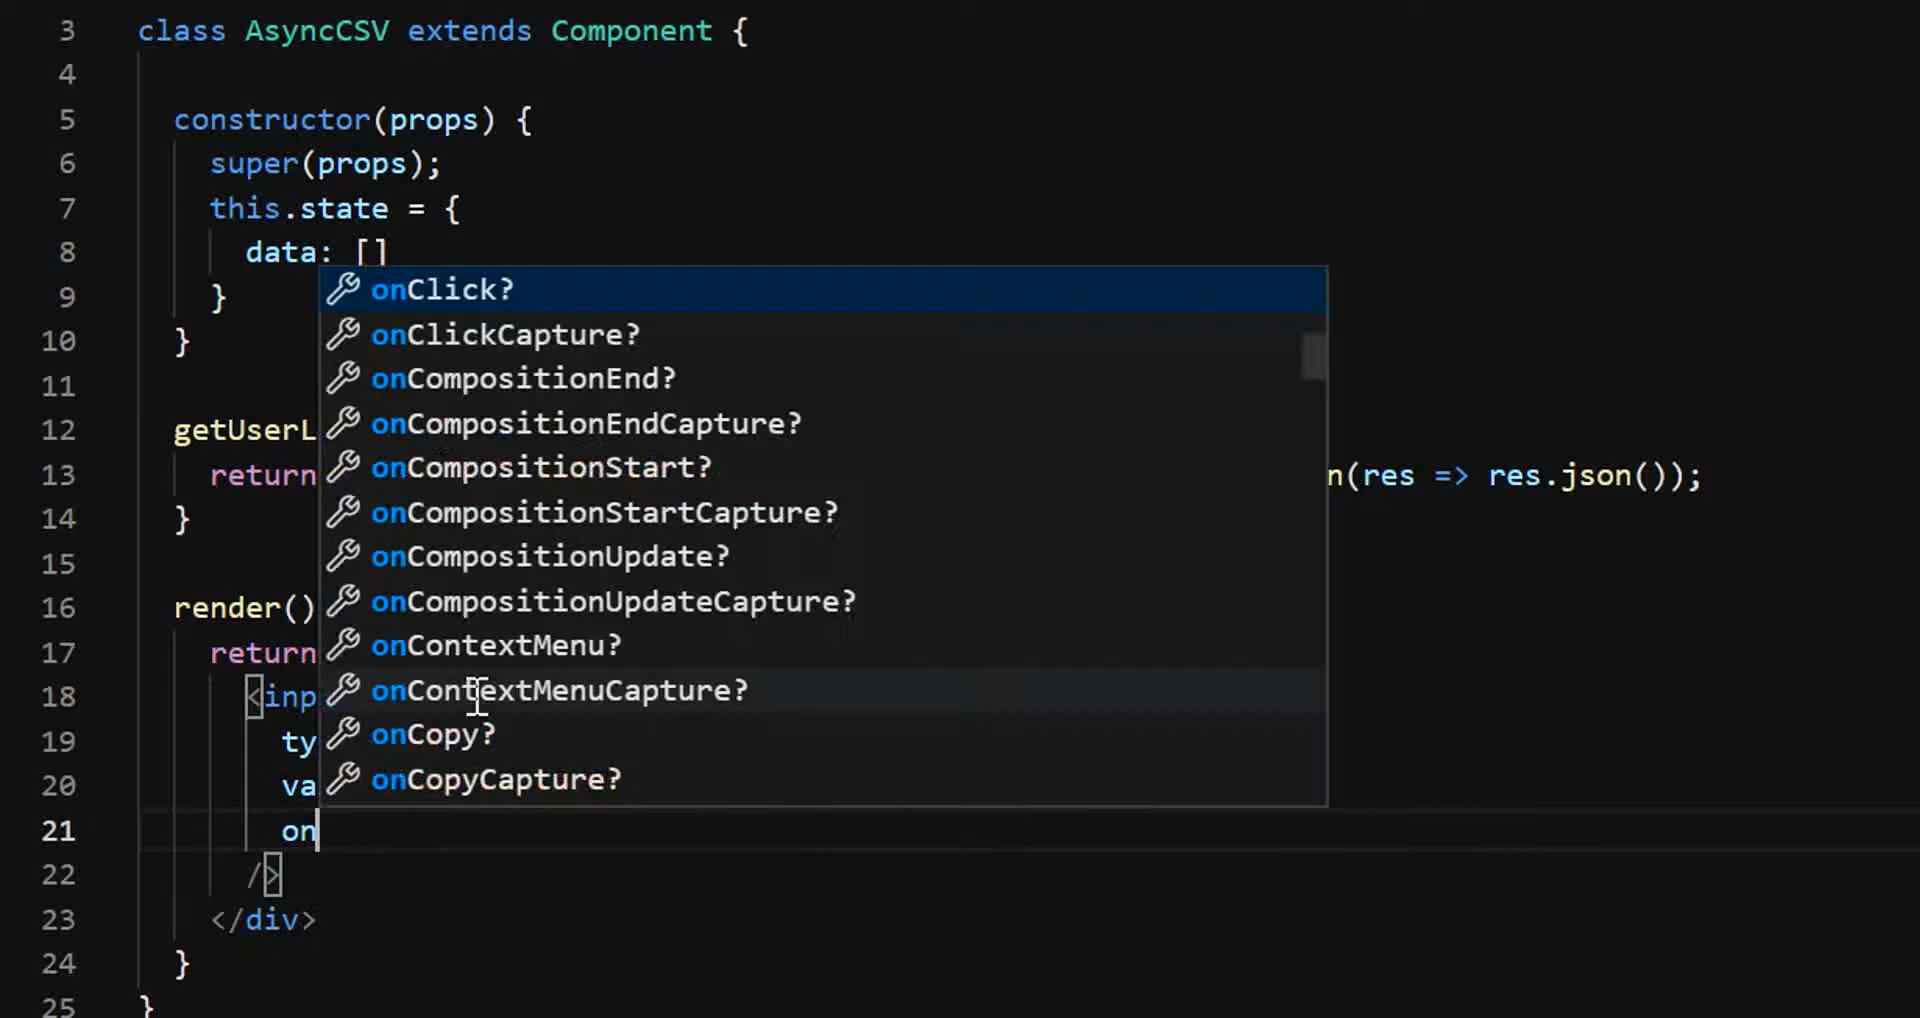 3 class AsyncCSV extends Component {
4
5 constructor(props) {
6 super(props);
7 this.state = {
8 data: []
9 }
onClick?
10 }
onClickCapture?
11
onCompositionEnd?
12 getUserL
onCompositionEndCapture?
13 return
onCompositionStart?
n(res => res.json());
14 }
onCompositionStartCapture?
15
onCompositionUpdate?
16 render()
onCompositionUpdateCapture?
17 return
onContextMenu?
18 <inp
onContextMenuCapture?
19 ty
onCopy?
20 va
onCopyCapture?
21 on
22 />
23 </div>
24 }
25 }